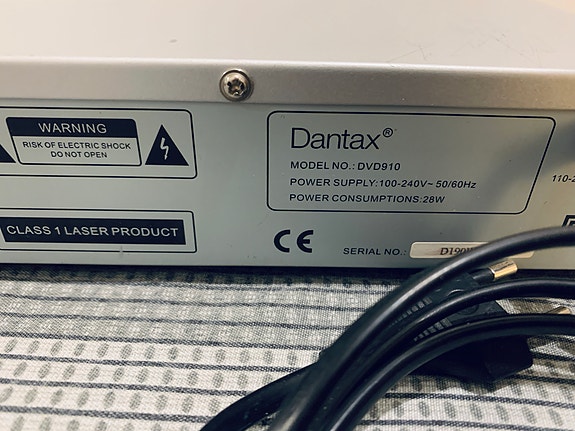 WARNING
RISK OF ELECTRIC SHOCK
DO NOT OPEN
CLASS 1 LASER PRODUCT
Dantax®
MODEL NO.: DVD910
POWER SUPPLY:100-240V~ 50/60Hz
POWER CONSUMPTIONS:28W
CE
SERIAL NO.: